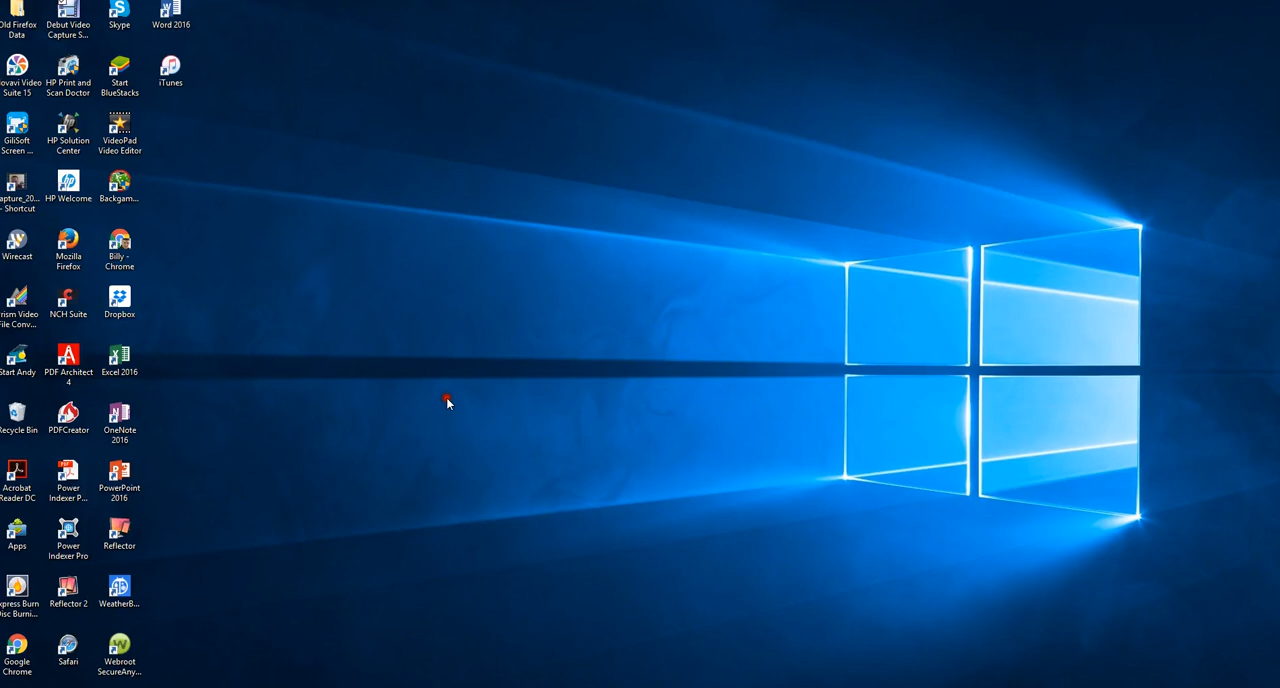 Old Firefox
Data
Debut Video
Capture S...
Skype
Word 2016
ovavi Video
Suite 15
HP Print and
Scan Doctor
Start
BlueStacks
iTunes
GiliSoft
Screen ...
HP Solution
Center
VideoPad
Video Editor
apture_20...
- Shortcut
HP Welcome
Backgam...
Wirecast
Mozilla
Firefox
Billy -
Chrome
rism Video
File Conv...
NCH Suite
Dropbox
Start Andy
PDF Architect
4
Excel 2016
Recycle Bin
PDFCreator
OneNote
2016
Acrobat
Reader DC
Power
Indexer P...
PowerPoint
2016
Apps
Power
Indexer Pro
Reflector
xpress Burn
Disc Burni...
Reflector 2
WeatherB...
Google
Chrome
Safari
Webroot
SecureAny...